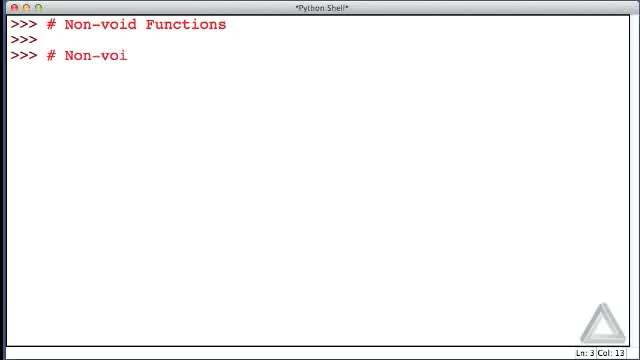 *Python Shell*
>>> # Non-void Functions
>>>
>>> # Non-voi
Ln: 3 Col: 13